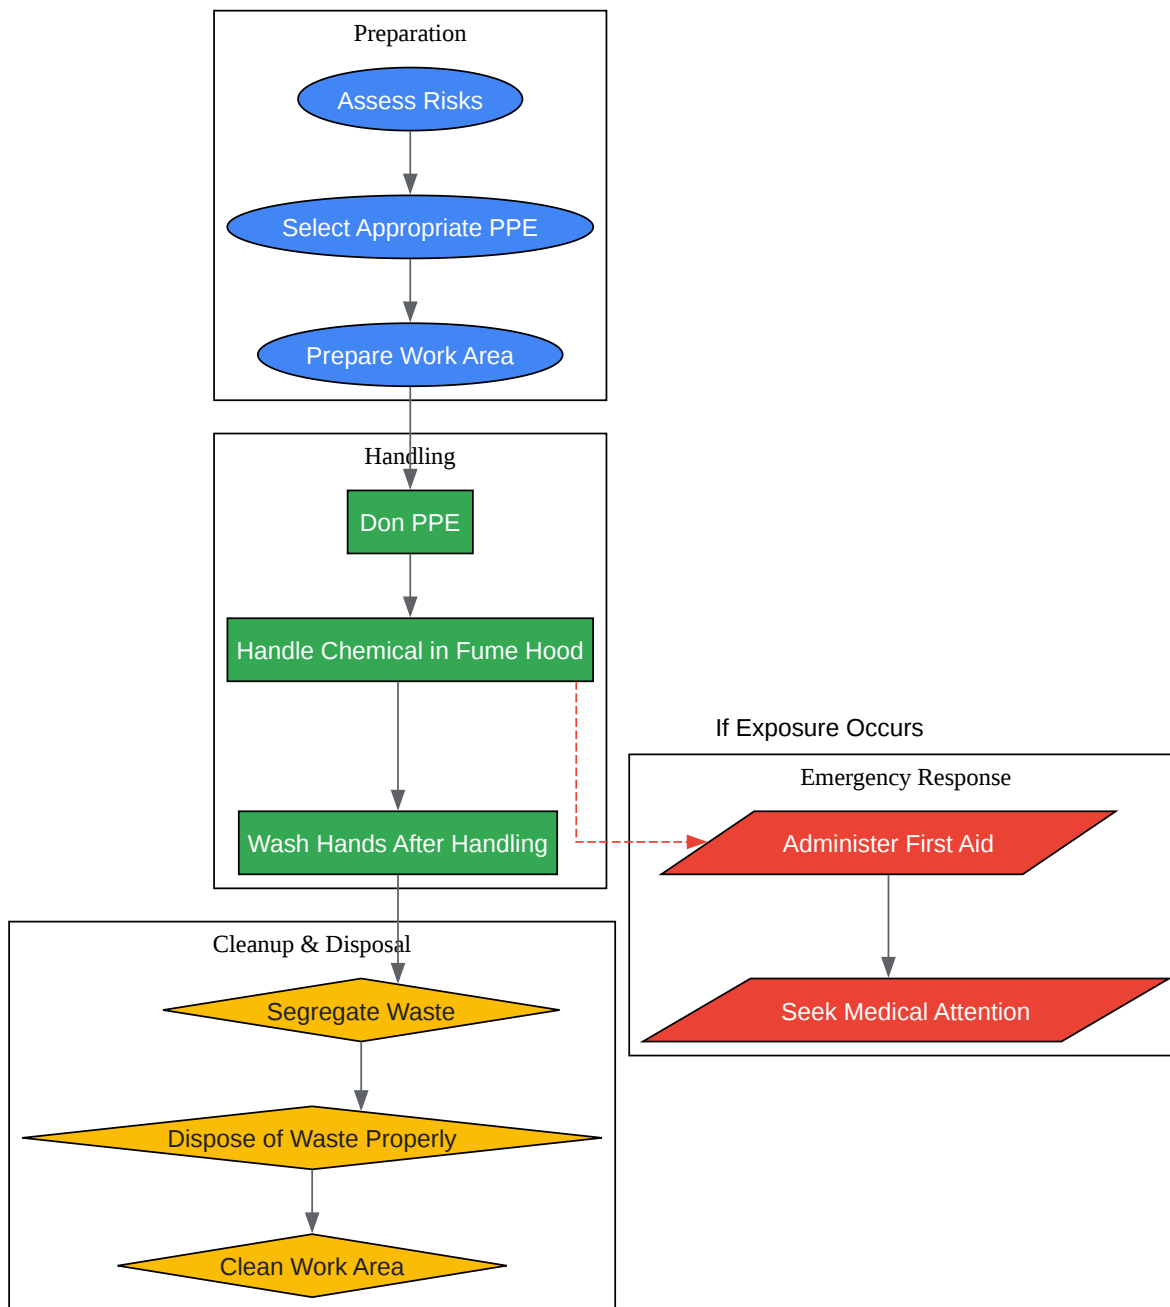 Preparation
Assess Risks
Select Appropriate PPE
Prepare Work Area
Handling
Don PPE
Handle Chemical in Fume Hood
Wash Hands After Handling
If Exposure Occurs
Emergency Response
Administer First Aid
Seek Medical Attention
Cleanup & Disposal
Segregate Waste
Dispose of Waste Properly
Clean Work Area